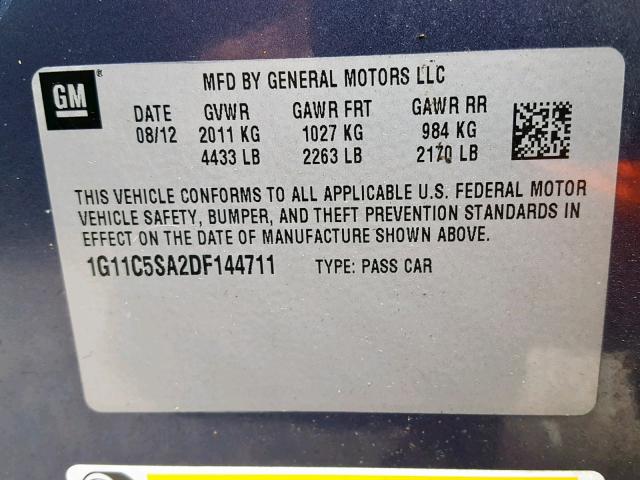 GM
®
MFD BY GENERAL MOTORS LLC
DATE GVWR GAWR FRT GAWR RR
08/12 2011 KG 1027 KG 984 KG
4433 LB 2263 LB 2170 LB
THIS VEHICLE CONFORMS TO ALL APPLICABLE U.S. FEDERAL MOTOR
VEHICLE SAFETY, BUMPER, AND THEFT PREVENTION STANDARDS IN
EFFECT ON THE DATE OF MANUFACTURE SHOWN ABOVE.
1G11C5SA2DF144711 TYPE: PASS CAR